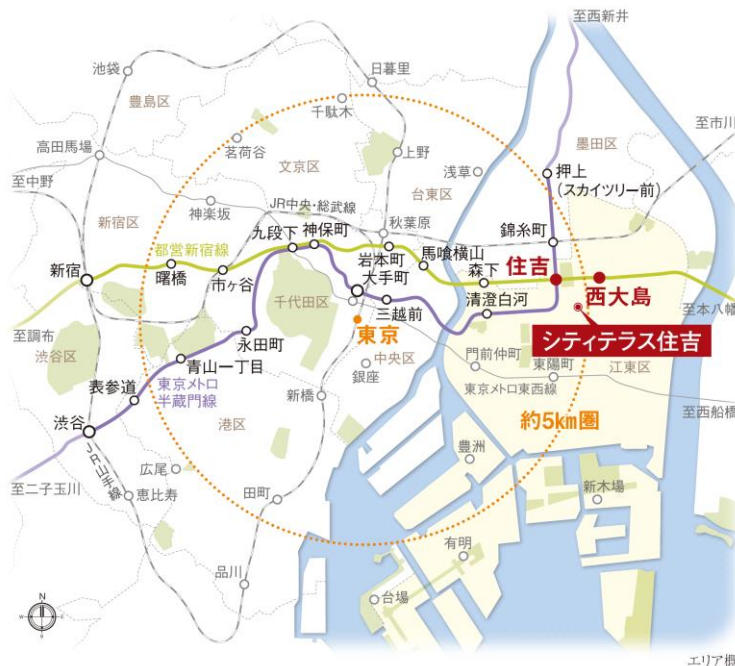 至西新井
池袋
豊島区
日暮里
千駄木
高田馬場
茗荷谷
文京区
上野
墨田区
至市川
至中野
浅草
台東区
押上
(スカイツリー前)
新宿区
神楽坂
JR中央・総武線
秋葉原
九段下
神保町
錦糸町
都営新宿線
新宿
曙橋
市ヶ谷
岩本町
大手町
馬喰横山
森下
住吉
西大島
千代田区
三越前
清澄白河
至本八幡
至調布
渋谷区
永田町
東京
シティテラス住吉
青山一丁目
中央区
門前仲町
東陽町
江東区
表参道
東京メトロ
半蔵門線
銀座
東京メトロ東西線
新橋
渋谷
港区
約5km圏
至西船橋
JR山手線
広尾
豊洲
至二子玉川
恵比寿
田町
新木場
有明
品川
台場
N
W
E
S
エリア概